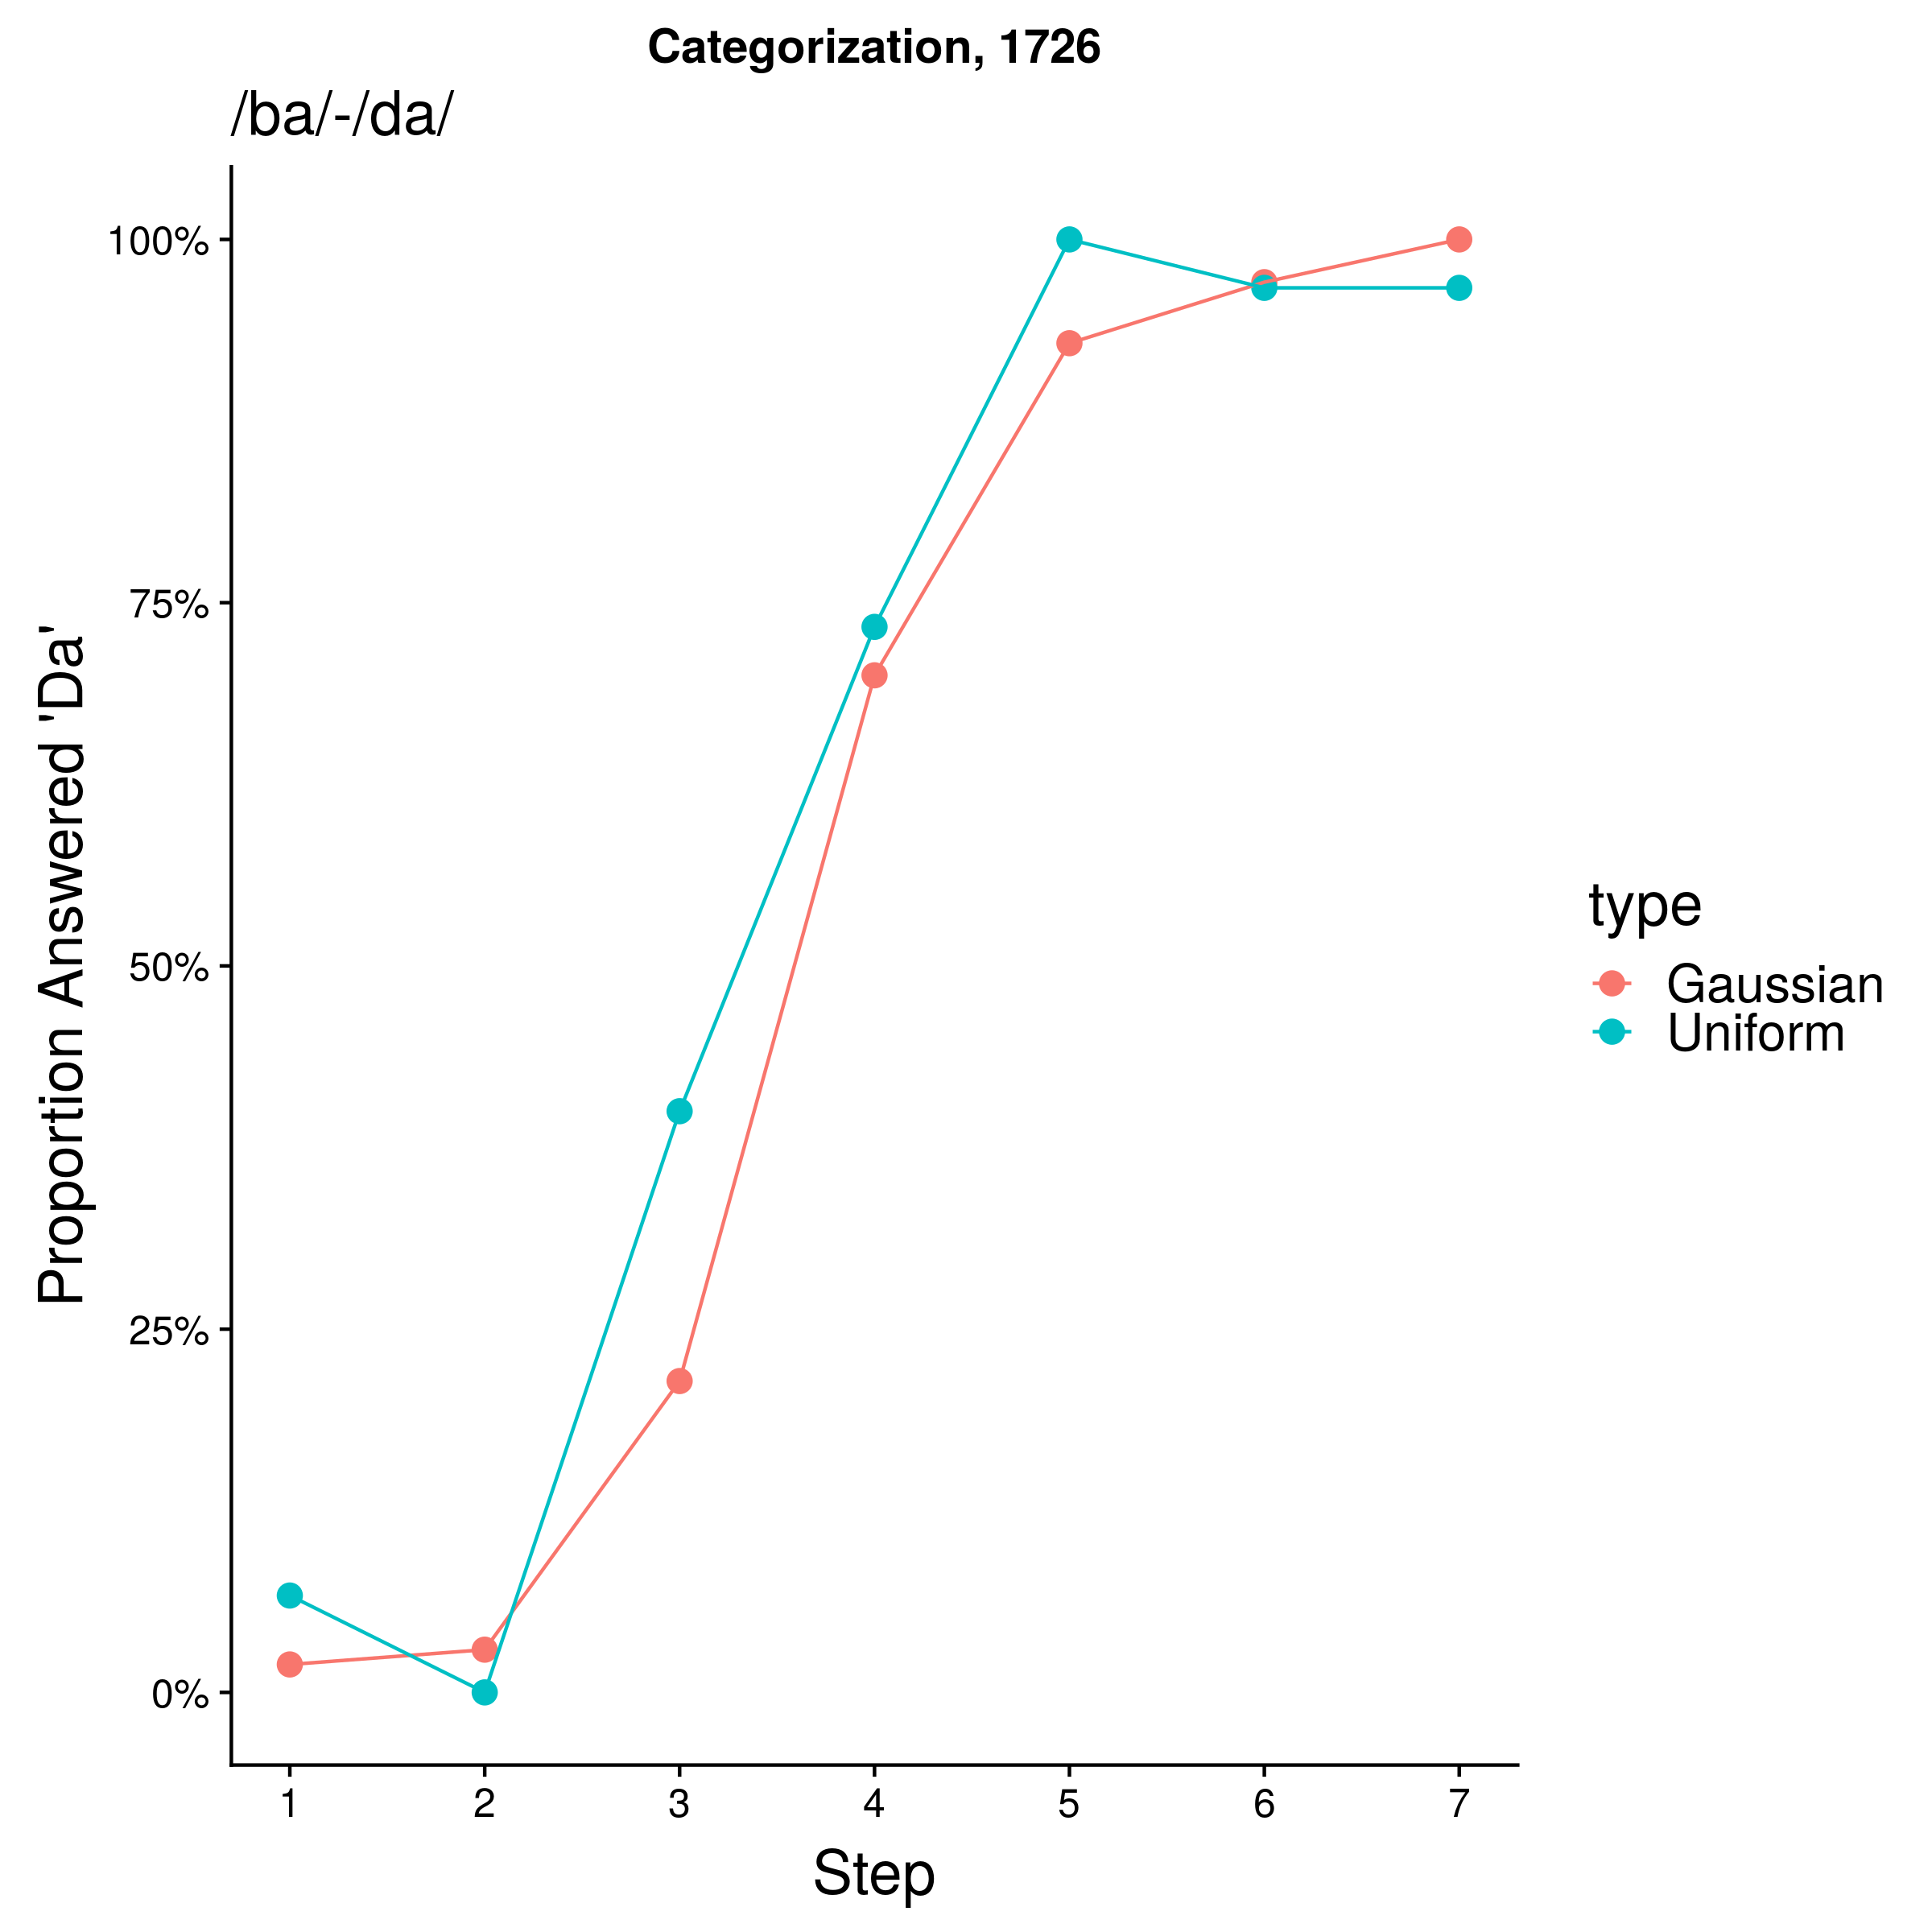 Categorization, 1726
/ba/-/da/
Proportion Answered 'Da'
100%
75%
50%
25%
0%
1 2 3 4 5 6 7
Step
type
Gaussian
Uniform